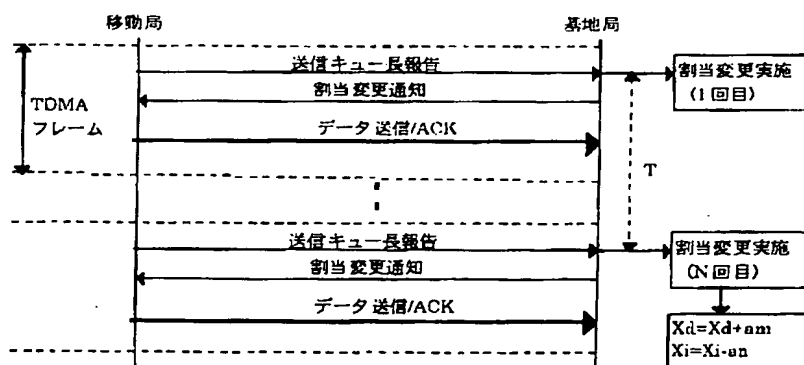 移動局
基地局
送信キュー長報告
割当変更実施
(1回目)
割当変更通知
TDMA
フレーム
データ送信/ACK
T
送信キュー長報告
割当変更実施
(N回目)
割当変更通知
データ送信/ACK
Xd=Xd+am
Xi=Xi-an